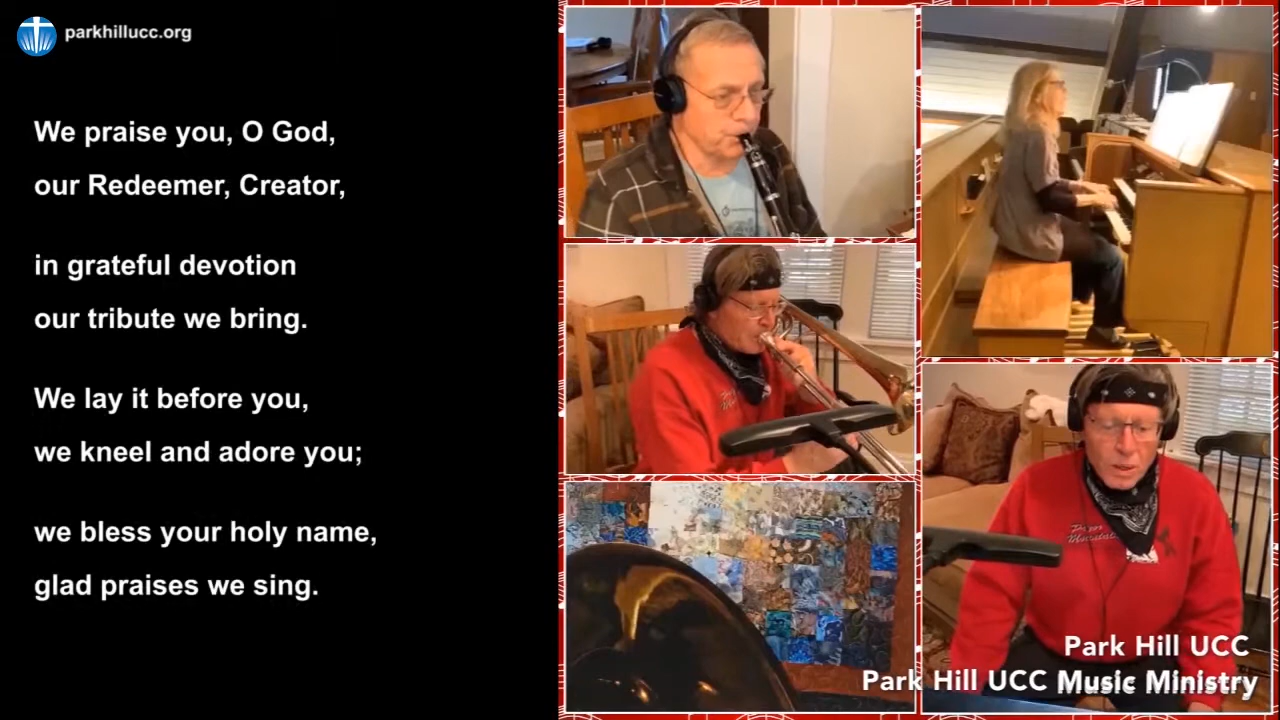 parkhillucc.org
We praise you, O God,
our Redeemer, Creator,
in grateful devotion
our tribute we bring.
We lay it before you,
we kneel and adore you;
we bless your holy name,
glad praises we sing.
Park Hill UCC
Park Hill UCC Music Ministry